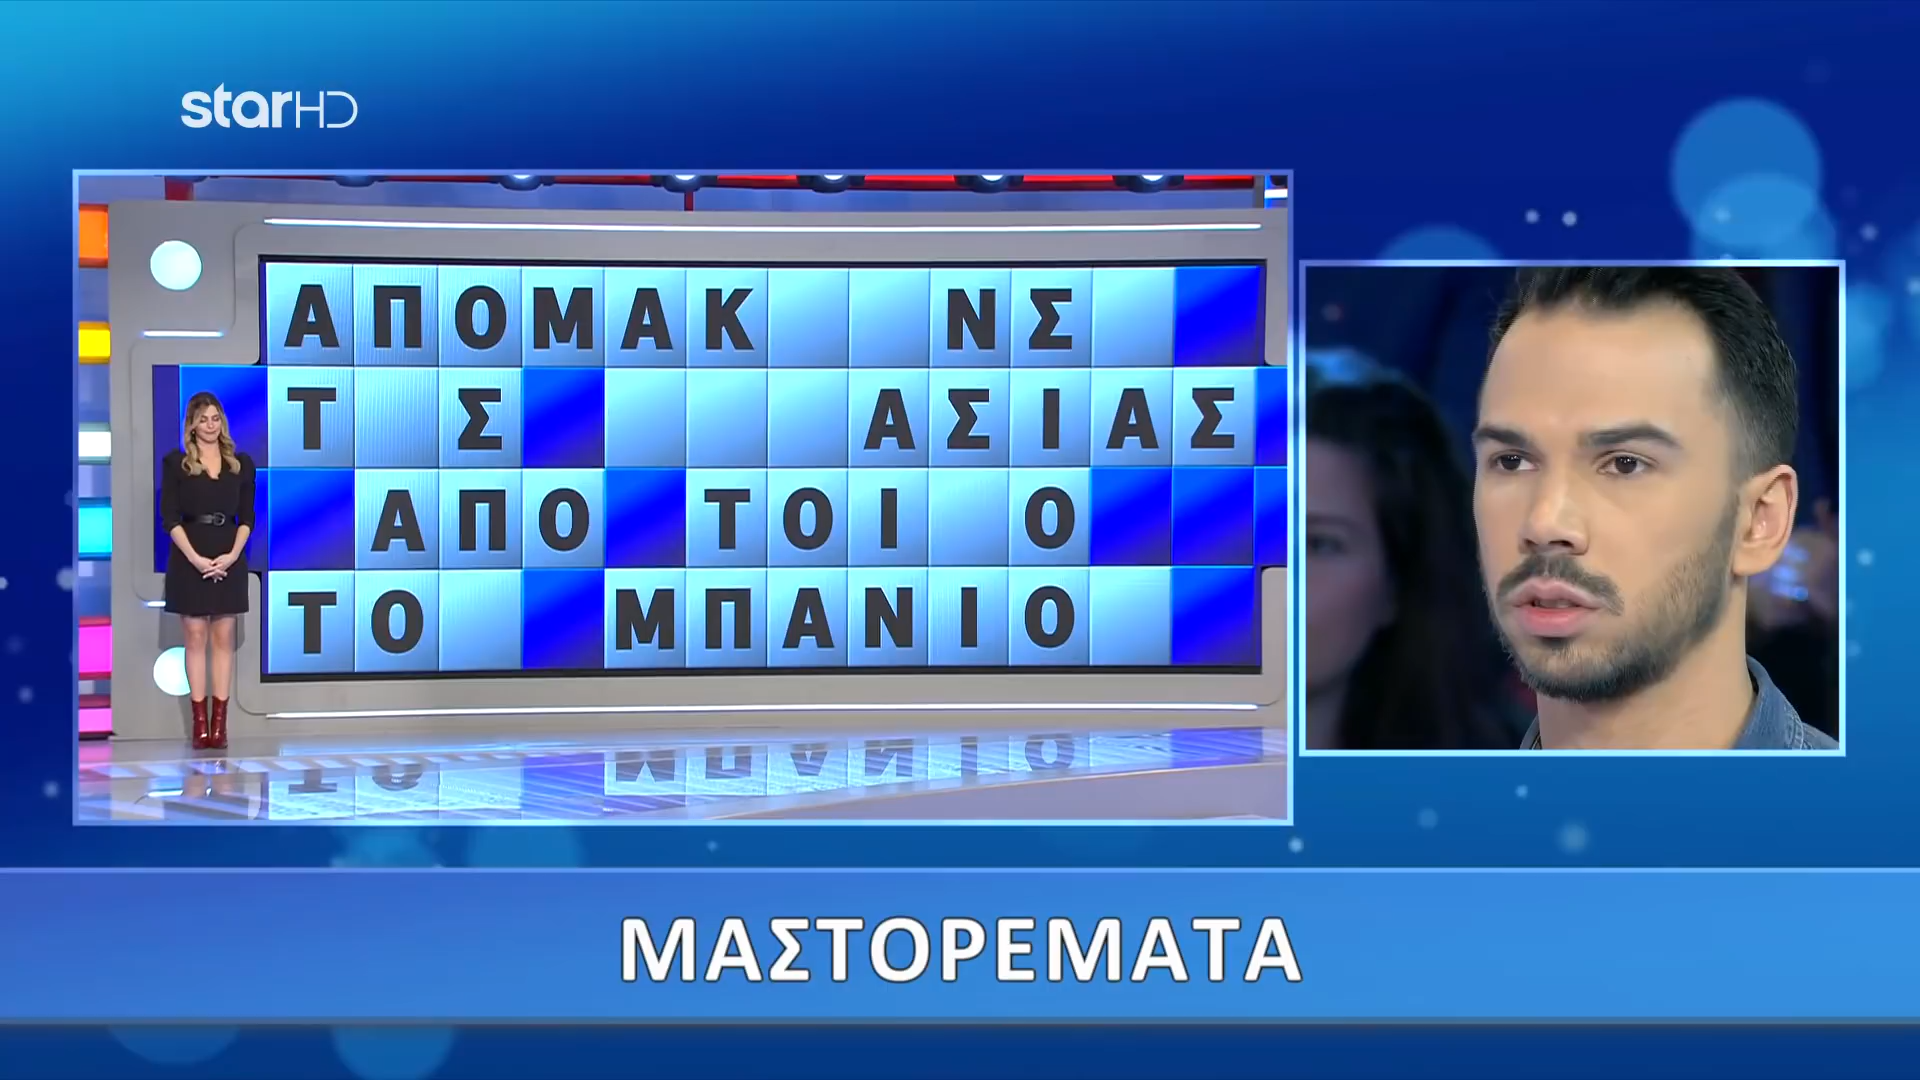 starHD
ΑΠΟΜΑΚ  ΝΣ
Τ Σ    ΑΣΙΑΣ
ΑΠΟ ΤΟΙ Ο
ΤΟ  ΜΠΑΝΙΟ
ΜΑΣΤΟΡΕΜΑΤΑ